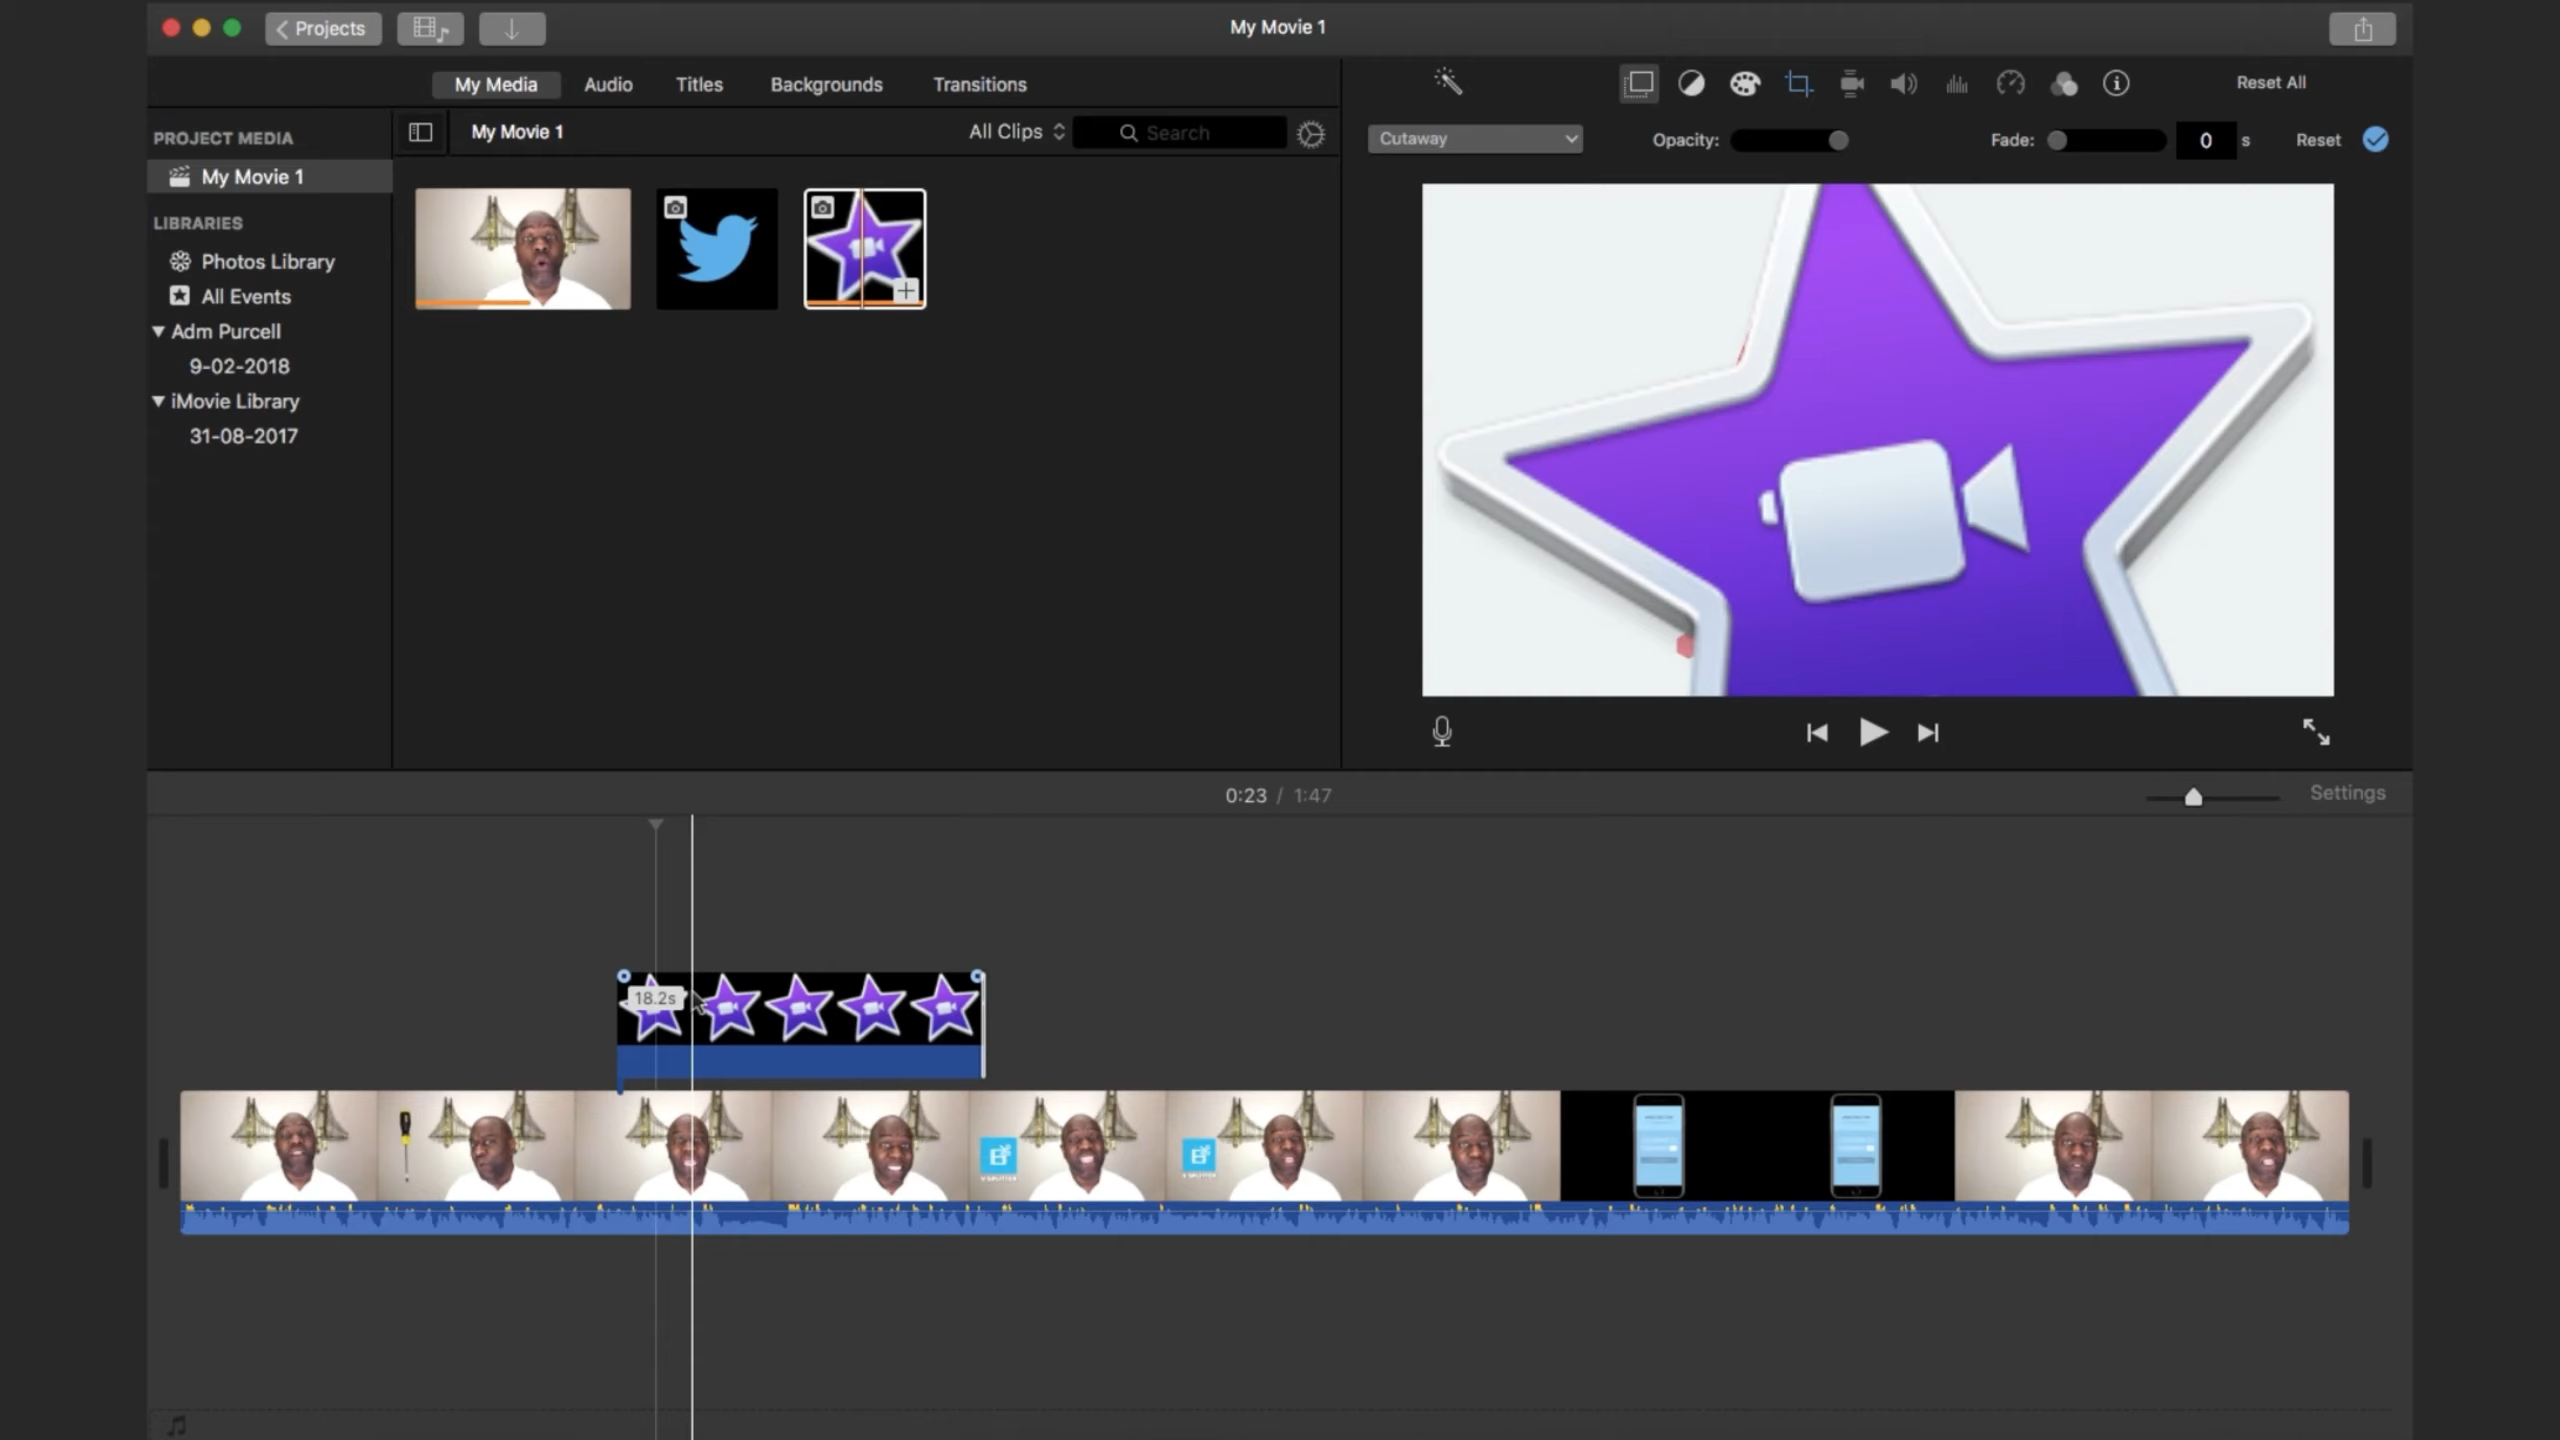 Projects
My Movie 1
My Media Audio Titles Backgrounds Transitions
Reset All
PROJECT MEDIA
My Movie 1
All Clips
Search
Cutaway
Opacity:
Fade:
0 s
Reset
My Movie 1
LIBRARIES
Photos Library
All Events
Adm Purcell
9-02-2018
iMovie Library
31-08-2017
0:23 / 1:47
Settings
18.2s